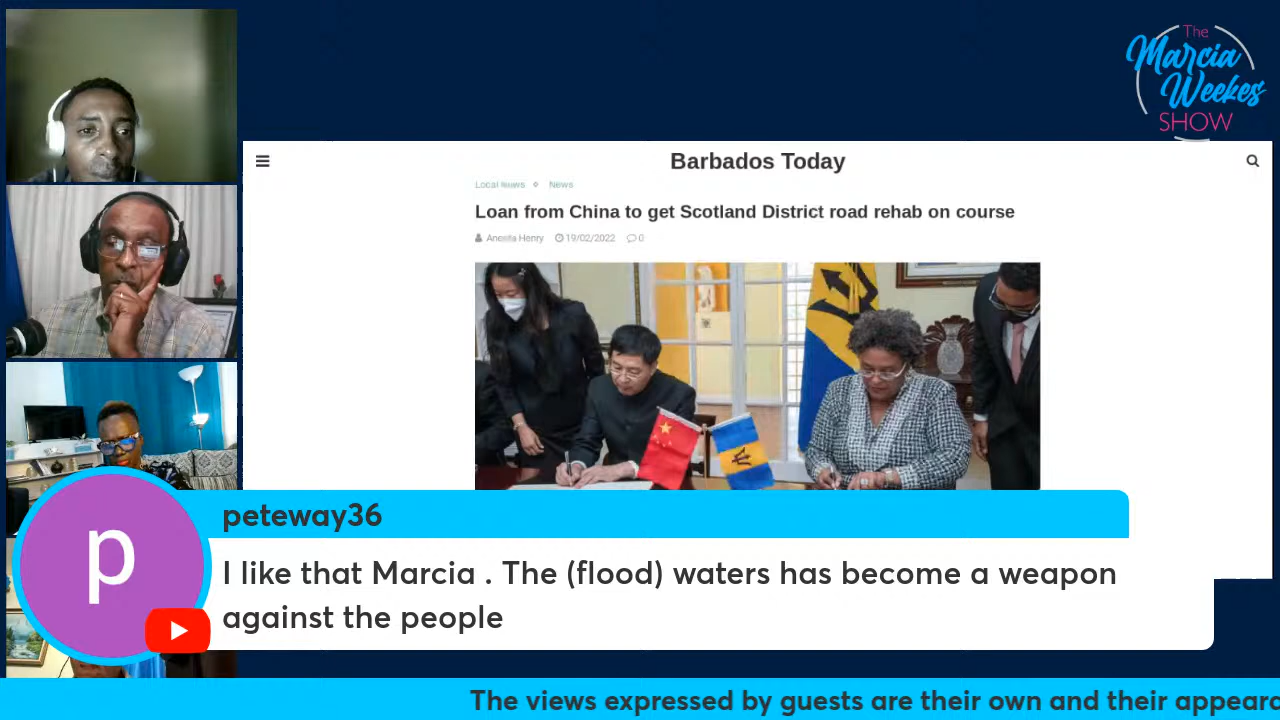 The
Marcia
Weekes
SHOW
Barbados Today
Local News ◇ News
Loan from China to get Scotland District road rehab on course
Henry 19/02/2022 0
p
peteway36
I like that Marcia . The (flood) waters has become a weapon
against the people
The views expressed by guests are their own and their appeara